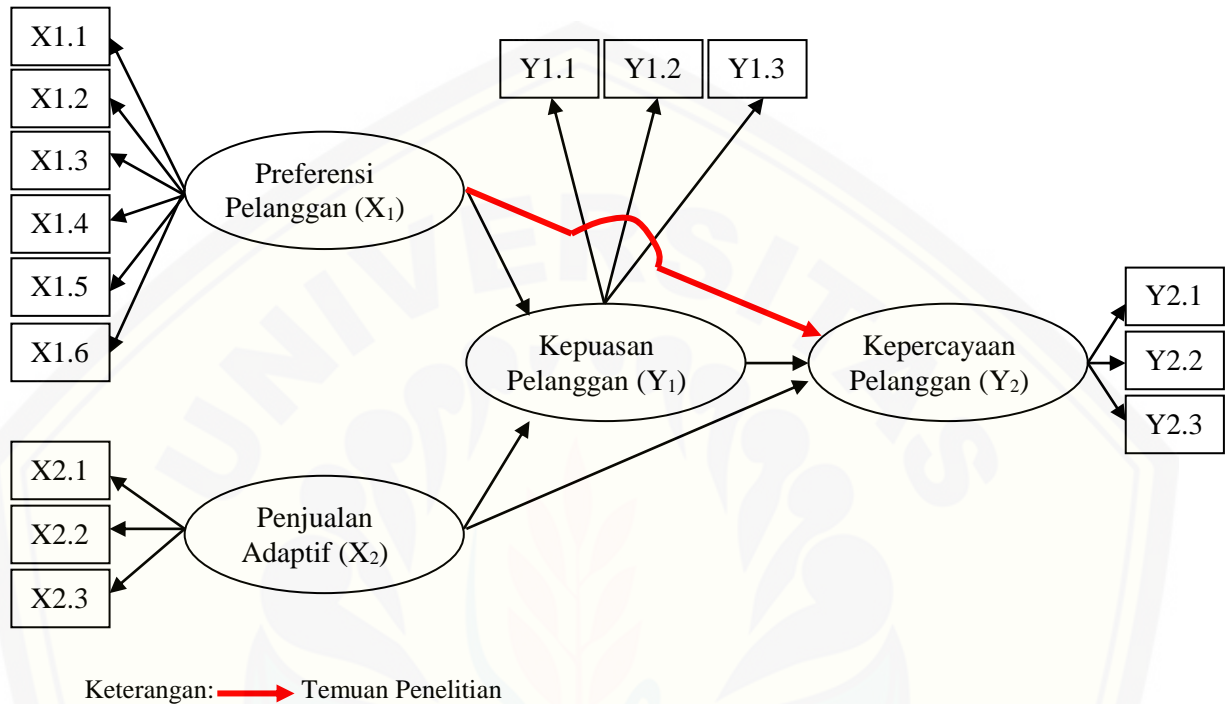 X1.1
X1.2
X1.3
X1.4
X1.5
X1.6
Y1.1
Y1.2
Y1.3
Preferensi
Pelanggan (X₁)
Kepuasan
Pelanggan (Y₁)
Kepercayaan
Pelanggan (Y₂)
Y2.1
Y2.2
Y2.3
X2.1
X2.2
X2.3
Penjualan
Adaptif (X₂)
Keterangan: Temuan Penelitian
UNIVERSITAS